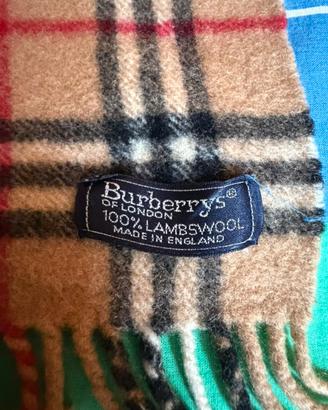 Burberrys®
OF LONDON
100% LAMBSWOOL
MADE IN ENGLAND